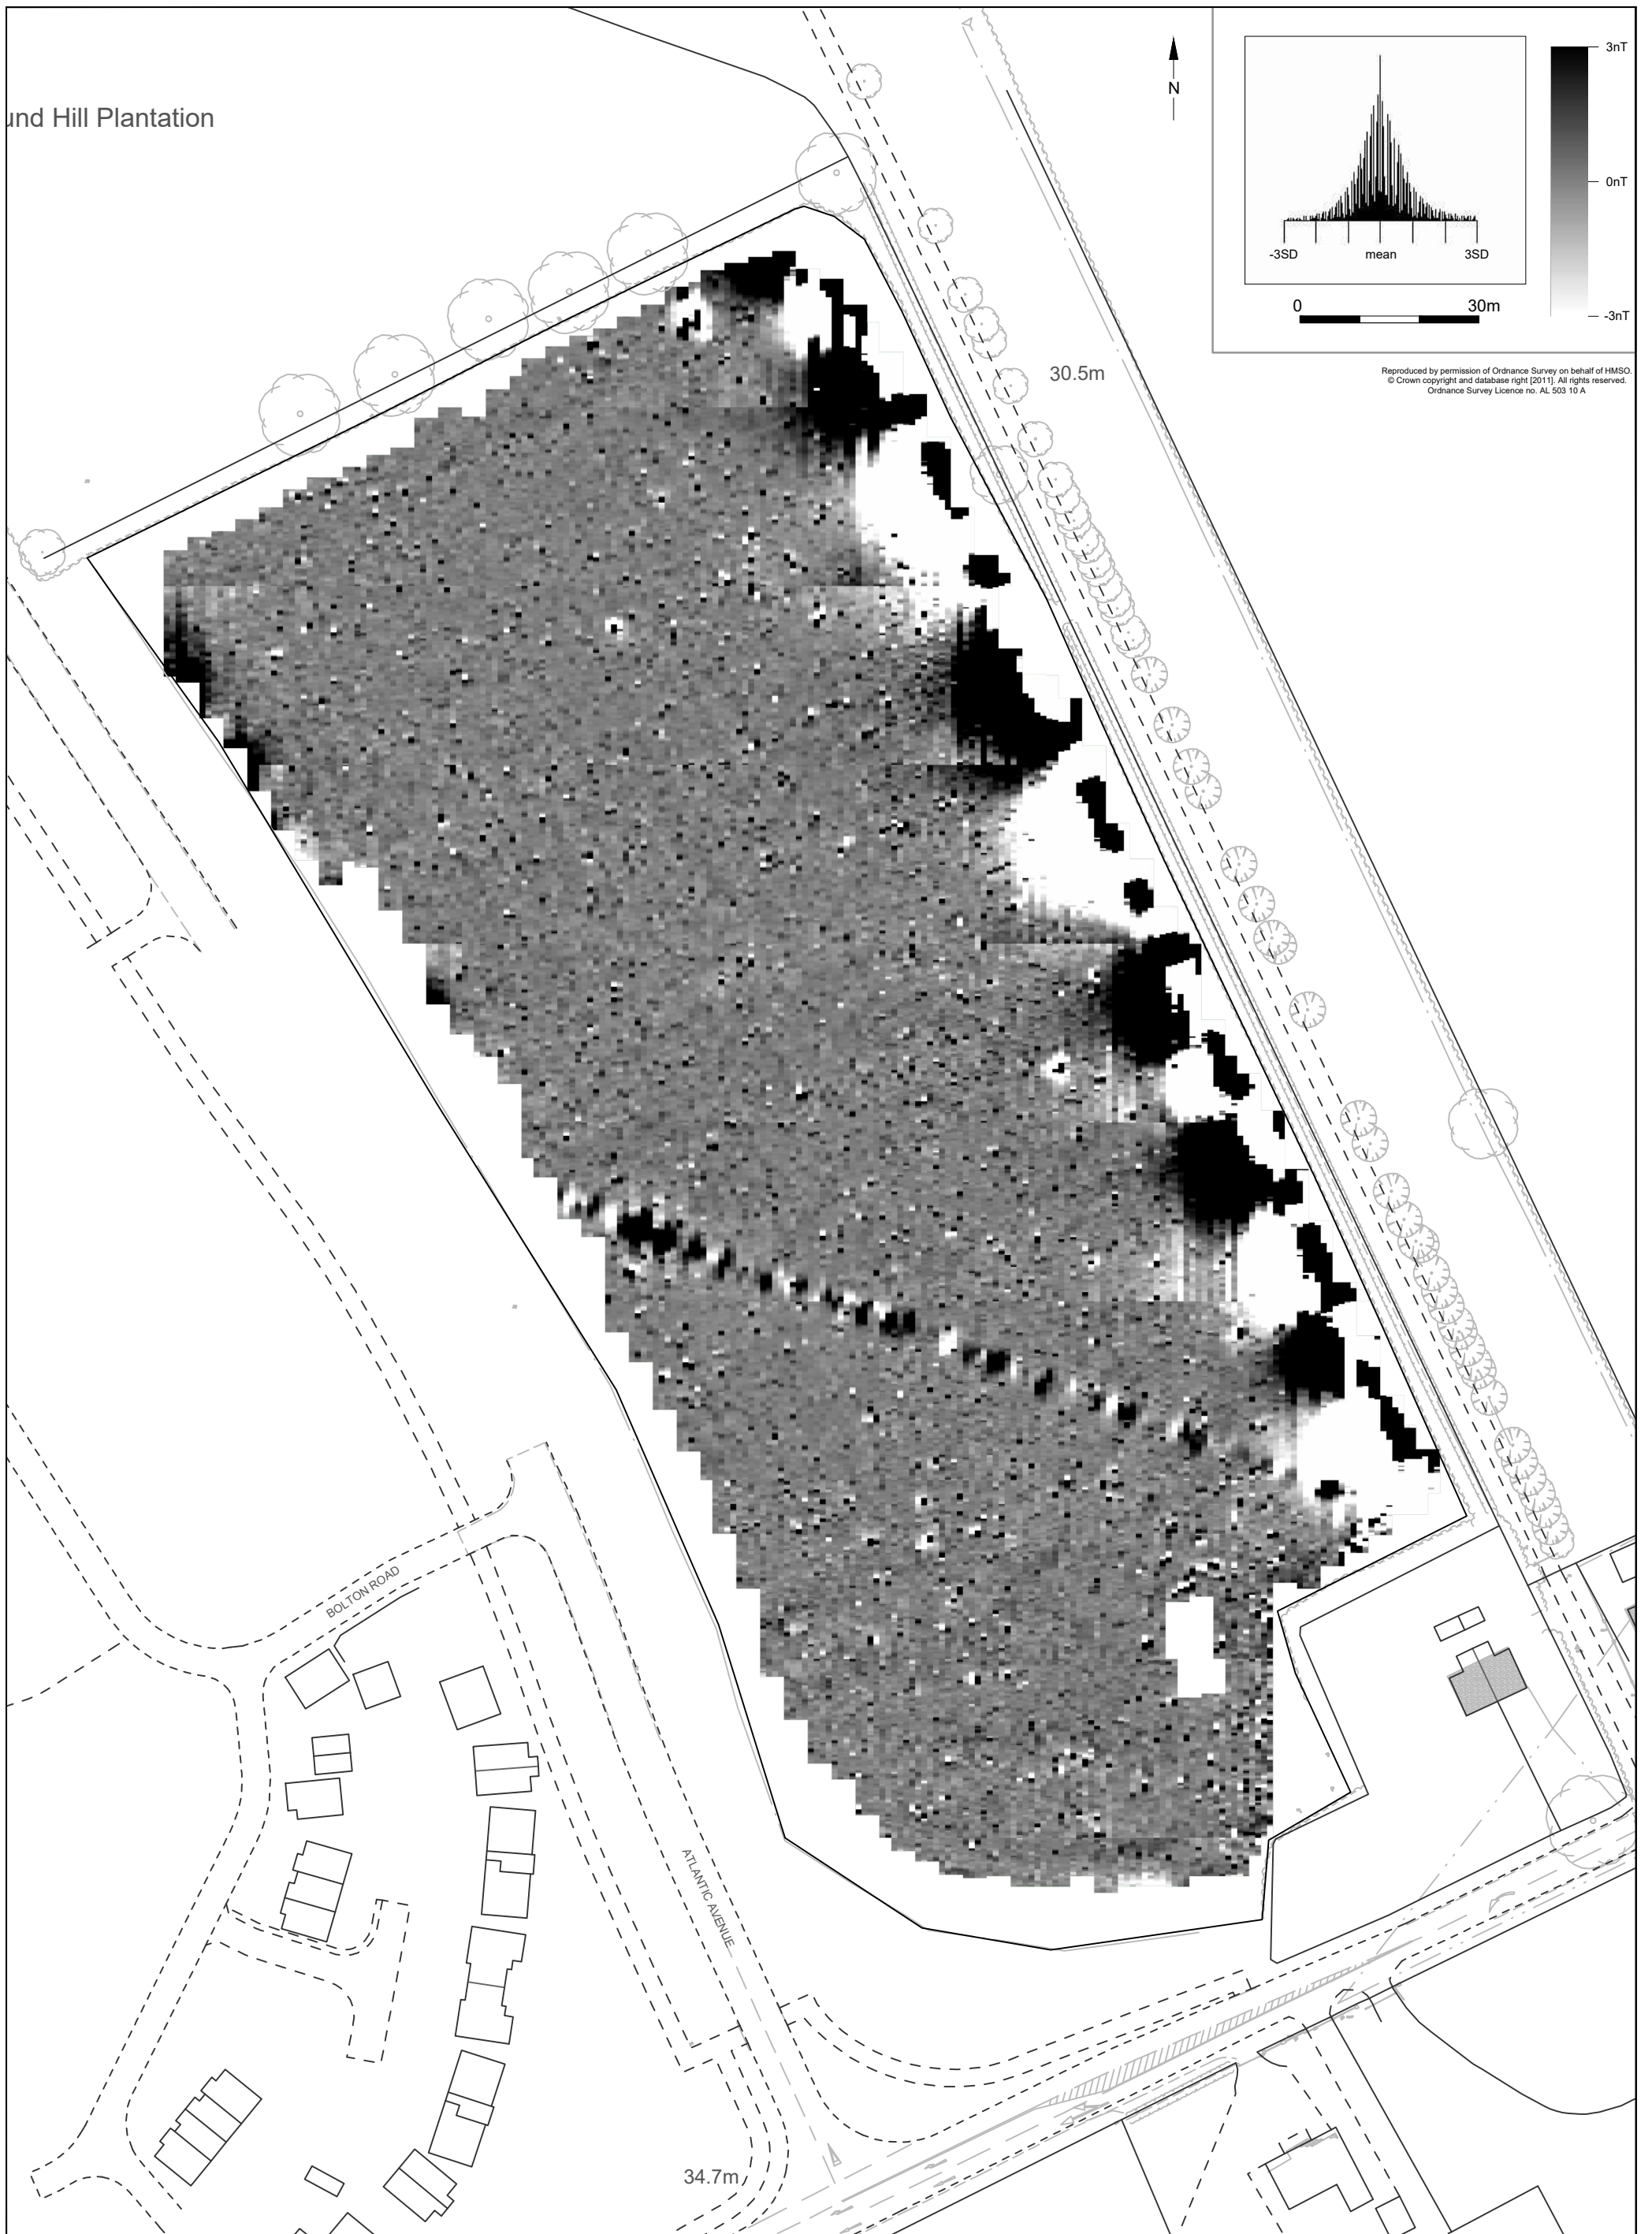 und Hill Plantation
N
3nT
0nT
-3nT
-3SD
mean
3SD
0
30m
Reproduced by permission of Ordnance Survey on behalf of HMSO.
© Crown copyright and database right [2011]. All rights reserved.
Ordnance Survey Licence no. AL 503 10 A
30.5m
BOLTON ROAD
ATLANTIC AVENUE
34.7m